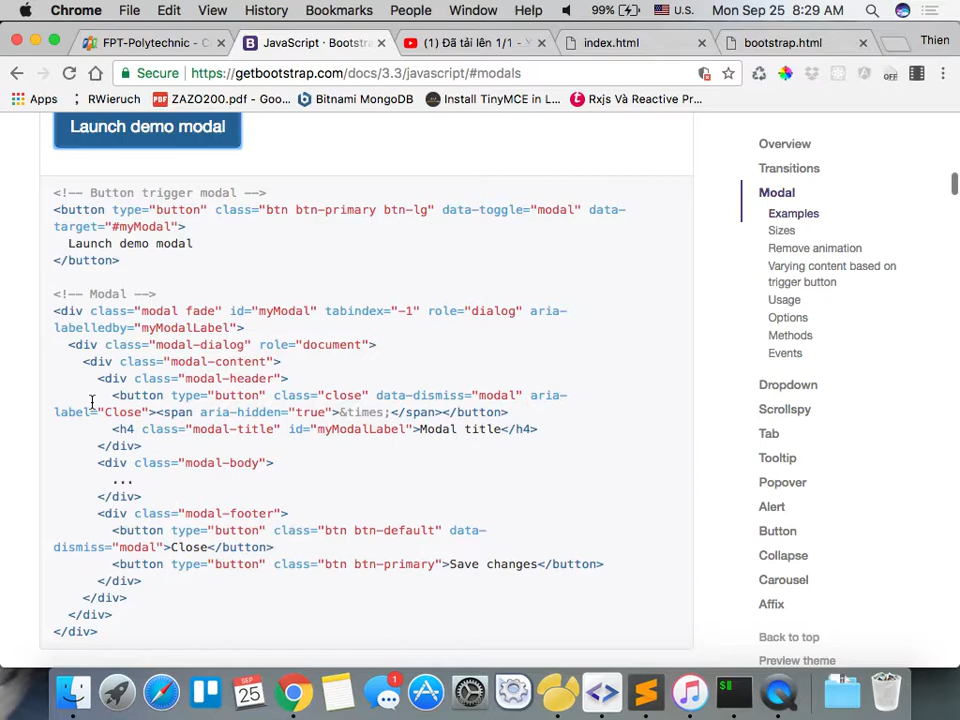 Chrome File Edit View History Bookmarks People Window Help 99% U.S. Mon Sep 25 8:29 AM
FPT-Polytechnic - C JavaScript · Bootstra (1) Đã tải lên 1/1 - Y index.html bootstrap.html Thien
Secure https://getbootstrap.com/docs/3.3/javascript/#modals OFF
Apps RWieruch PDF ZAZO200.pdf - Goo... Bitnami MongoDB Install TinyMCE in L... Rxjs Và Reactive Pr...
Launch demo modal
<!-- Button trigger modal -->
<button type="button" class="btn btn-primary btn-lg" data-toggle="modal" data-
target="#myModal">
Launch demo modal
</button>
<!-- Modal -->
<div class="modal fade" id="myModal" tabindex="-1" role="dialog" aria-
labelledby="myModalLabel">
<div class="modal-dialog" role="document">
<div class="modal-content">
<div class="modal-header">
<button type="button" class="close" data-dismiss="modal" aria-
label="Close"><span aria-hidden="true">&times;</span></button>
<h4 class="modal-title" id="myModalLabel">Modal title</h4>
</div>
<div class="modal-body">
...
</div>
<div class="modal-footer">
<button type="button" class="btn btn-default" data-
dismiss="modal">Close</button>
<button type="button" class="btn btn-primary">Save changes</button>
</div>
</div>
</div>
</div>
Overview
Transitions
Modal
Examples
Sizes
Remove animation
Varying content based on
trigger button
Usage
Options
Methods
Events
Dropdown
Scrollspy
Tab
Tooltip
Popover
Alert
Button
Collapse
Carousel
Affix
Back to top
Preview theme
SEP
25
1
$